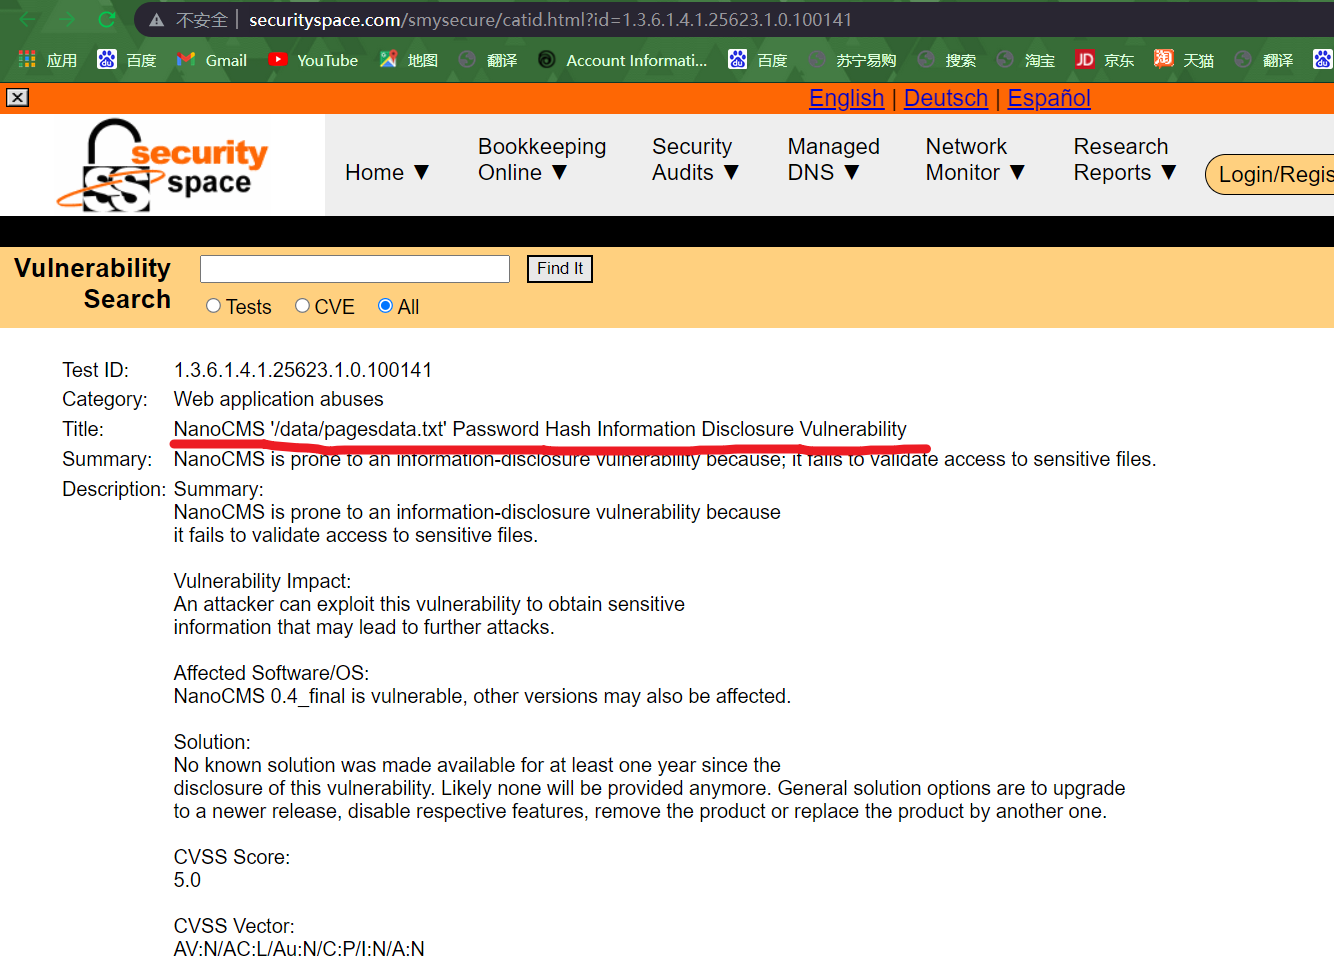 不安全 | securityspace.com/smysecure/catid.html?id=1.3.6.1.4.1.25623.1.0.100141
应用 百度 Gmail YouTube 地图 翻译 Account Informati... 百度 苏宁易购 搜索 淘宝 JD 京东 淘 天猫 翻译
English | Deutsch | Español
security
space
SS
Home ▼
Bookkeeping
Online ▼
Security
Audits ▼
Managed
DNS ▼
Network
Monitor ▼
Research
Reports ▼
Login/Regis
Vulnerability
Search
Find It
Tests CVE All
Test ID: 1.3.6.1.4.1.25623.1.0.100141
Category: Web application abuses
Title: NanoCMS '/data/pagesdata.txt' Password Hash Information Disclosure Vulnerability
Summary: NanoCMS is prone to an information-disclosure vulnerability because; it fails to validate access to sensitive files.
Description: Summary:
NanoCMS is prone to an information-disclosure vulnerability because
it fails to validate access to sensitive files.
Vulnerability Impact:
An attacker can exploit this vulnerability to obtain sensitive
information that may lead to further attacks.
Affected Software/OS:
NanoCMS 0.4_final is vulnerable, other versions may also be affected.
Solution:
No known solution was made available for at least one year since the
disclosure of this vulnerability. Likely none will be provided anymore. General solution options are to upgrade
to a newer release, disable respective features, remove the product or replace the product by another one.
CVSS Score:
5.0
CVSS Vector:
AV:N/AC:L/Au:N/C:P/I:N/A:N